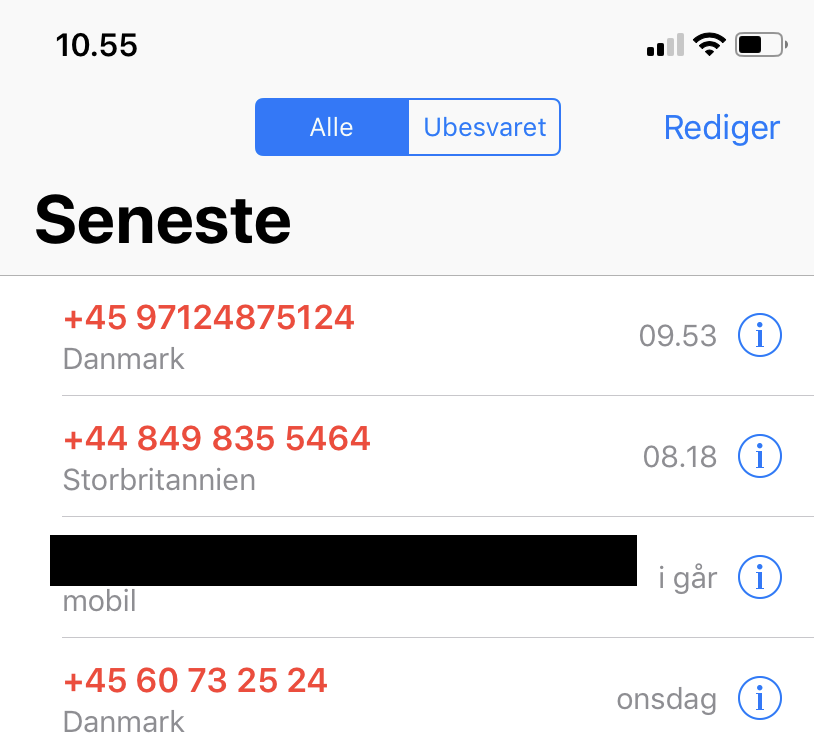 10.55
Alle
Ubesvaret
Rediger
Seneste
+45 97124875124
Danmark
09.53
+44 849 835 5464
Storbritannien
08.18
mobil
i går
+45 60 73 25 24
Danmark
onsdag